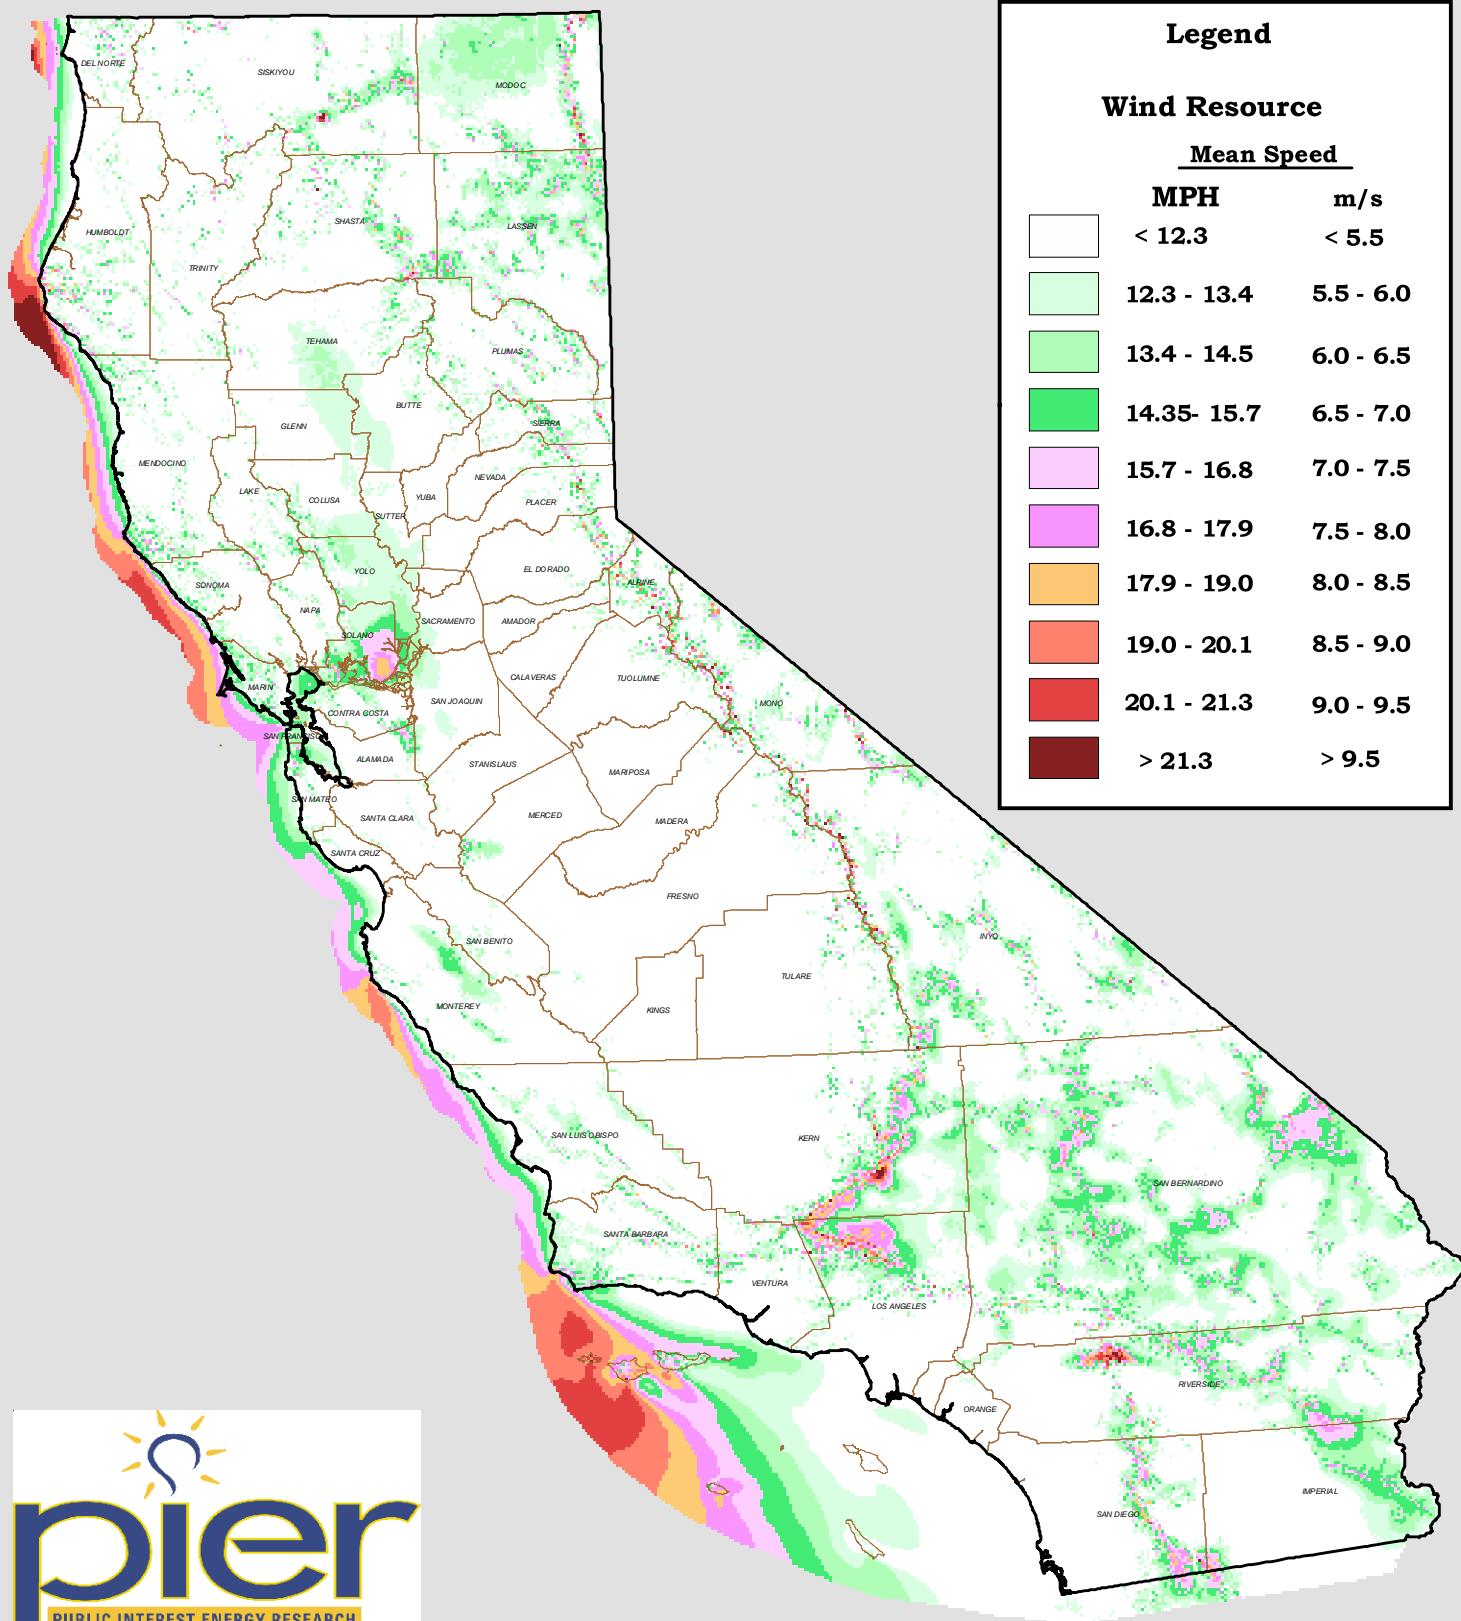 Legend
Wind Resource
Mean Speed
MPH m/s
< 12.3 < 5.5
12.3 - 13.4 5.5 - 6.0
13.4 - 14.5 6.0 - 6.5
14.35- 15.7 6.5 - 7.0
15.7 - 16.8 7.0 - 7.5
16.8 - 17.9 7.5 - 8.0
17.9 - 19.0 8.0 - 8.5
19.0 - 20.1 8.5 - 9.0
20.1 - 21.3 9.0 - 9.5
> 21.3 > 9.5
DEL NORTE
SISKIYOU
MODOC
HUMBOLDT
TRINITY
SHASTA
LASSEN
TEHAMA
PLUMAS
BUTTE
GLENN
SIERRA
MENDOCINO
LAKE
COLUSA
SUTTER
YUBA
NEVADA
PLACER
SONOMA
NAPA
YOLO
EL DORADO
ALPINE
SACRAMENTO
AMADOR
SOLANO
MARIN
CALAVERAS
TUOLUMNE
SAN JOAQUIN
MONO
CONTRA COSTA
SAN FRANCISCO
ALAMADA
STANISLAUS
MARIPOSA
SAN MATEO
SANTA CLARA
MERCED
MADERA
SANTA CRUZ
FRESNO
SAN BENITO
INYO
MONTEREY
KINGS
TULARE
SAN LUIS OBISPO
KERN
SAN BERNARDINO
SANTA BARBARA
VENTURA
LOS ANGELES
RIVERSIDE
ORANGE
SAN DIEGO
IMPERIAL
pier
PUBLIC INTEREST ENERGY RESEARCH